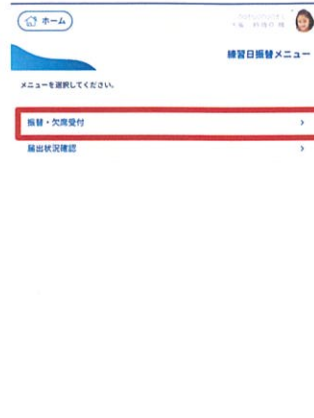 ホーム
練習日振替メニュー
メニューを選択してください。
振替・欠席受付
届出状況確認